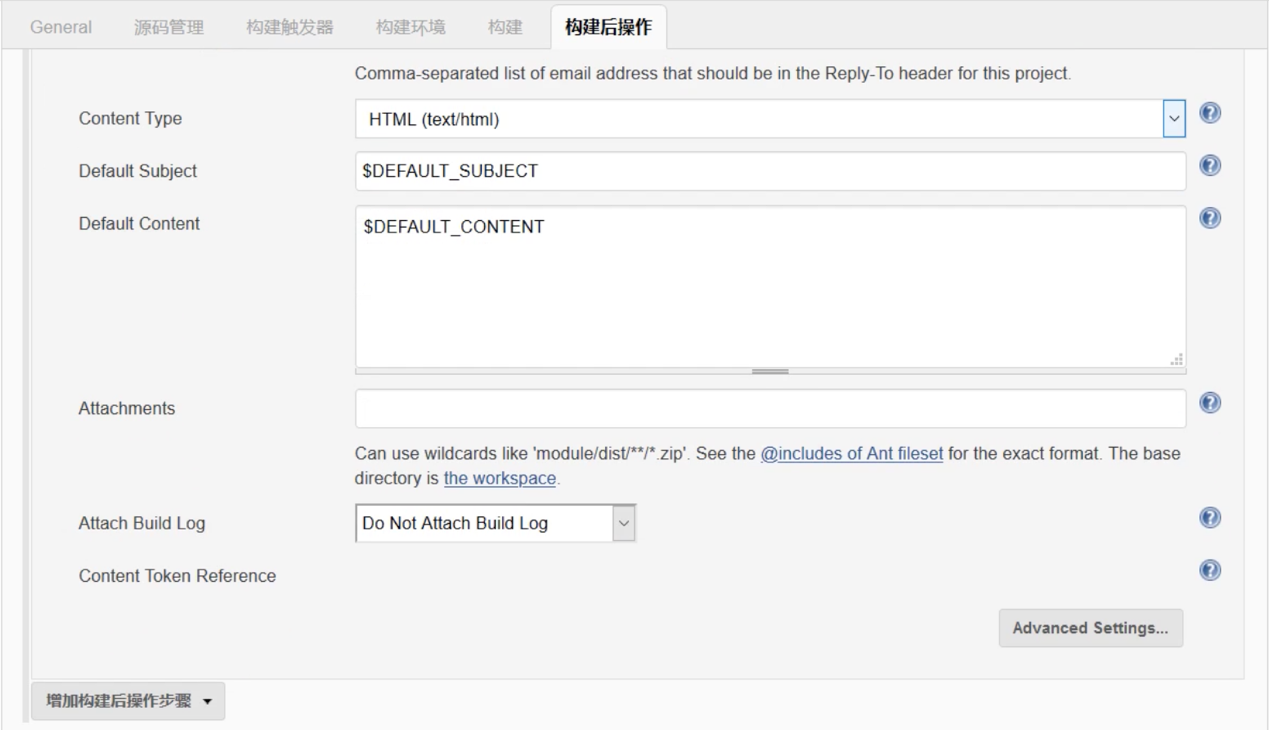 General 源码管理 构建触发器 构建环境 构建 构建后操作
Comma-separated list of email address that should be in the Reply-To header for this project.
Content Type HTML (text/html)
Default Subject $DEFAULT_SUBJECT
Default Content $DEFAULT_CONTENT
Attachments
Can use wildcards like 'module/dist/**/*.zip'. See the @includes of Ant fileset for the exact format. The base
directory is the workspace.
Attach Build Log Do Not Attach Build Log
Content Token Reference
Advanced Settings...
增加构建后操作步骤